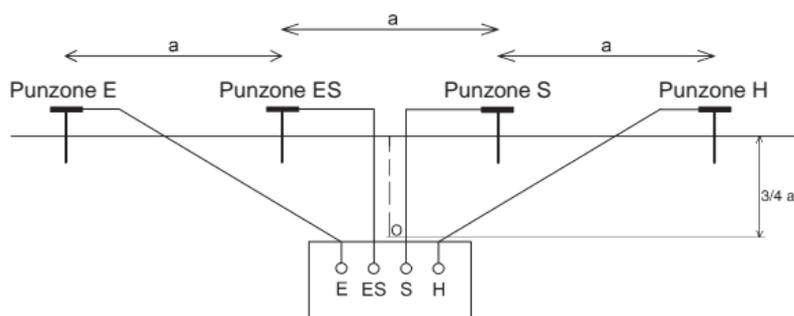 a
a
a
Punzone E
Punzone ES
Punzone S
Punzone H
3/4 a
O
E ES S H